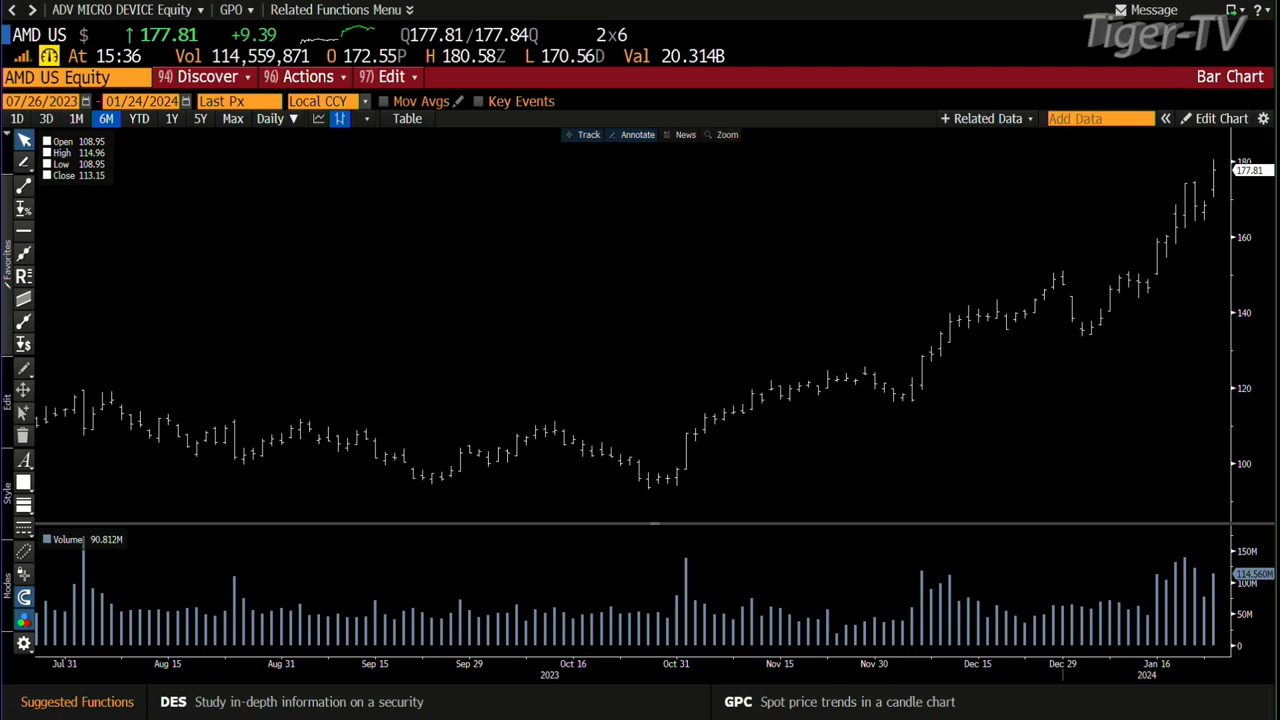 ADV MICRO DEVICE Equity GPO Related Functions Menu Message
Tiger-TV
AMD US $ ↑ 177.81 +9.39 Q177.81/177.84Q 2x6
At 15:36 Vol 114,559,871 O 172.55P H 180.58Z L 170.56D Val 20.314B
AMD US Equity 94) Discover 96) Actions 97) Edit Bar Chart
07/26/2023 - 01/24/2024 Last Px Local CCY Mov Avgs Key Events
1D 3D 1M 6M YTD 1Y 5Y Max Daily ▼ Table + Related Data Add Data « Edit Chart
Track Annotate News Zoom
Open 108.95
High 114.96
Low 108.95
Close 113.15
180
177.81
160
140
120
100
Favorites
Edit
Style
Modes
Volume 90.812M
150M
114.560M
100M
50M
0
Jul 31 Aug 15 Aug 31 Sep 15 Sep 29 Oct 16 Oct 31 Nov 15 Nov 30 Dec 15 Dec 29 Jan 16
2023 2024
Suggested Functions DES Study in-depth information on a security GPC Spot price trends in a candle chart